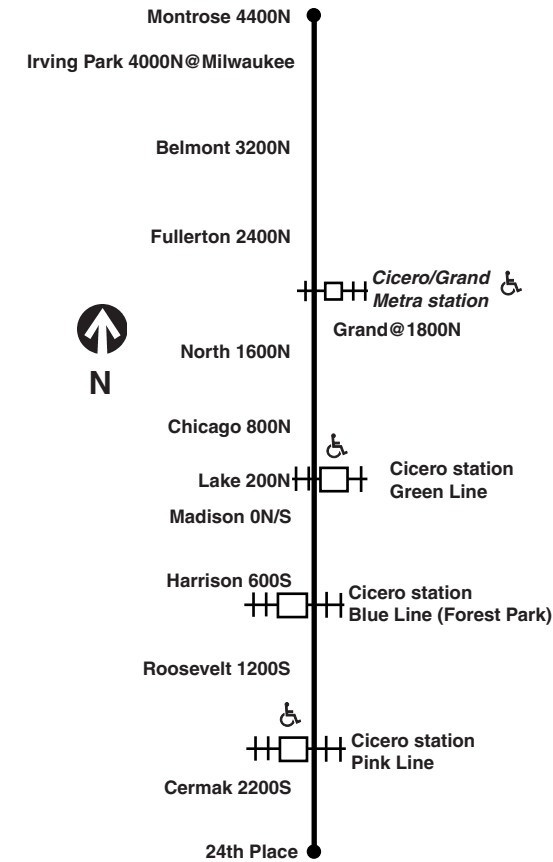 Montrose 4400N
Irving Park 4000N@Milwaukee
Belmont 3200N
Fullerton 2400N
Cicero/Grand
Metra station
Grand@1800N
North 1600N
N
Chicago 800N
Lake 200N
Cicero station
Green Line
Madison 0N/S
Harrison 600S
Cicero station
Blue Line (Forest Park)
Roosevelt 1200S
Cicero station
Pink Line
Cermak 2200S
24th Place